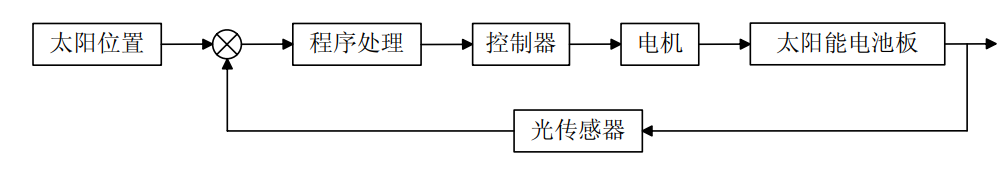 太阳位置
程序处理
控制器
电机
太阳能电池板
光传感器